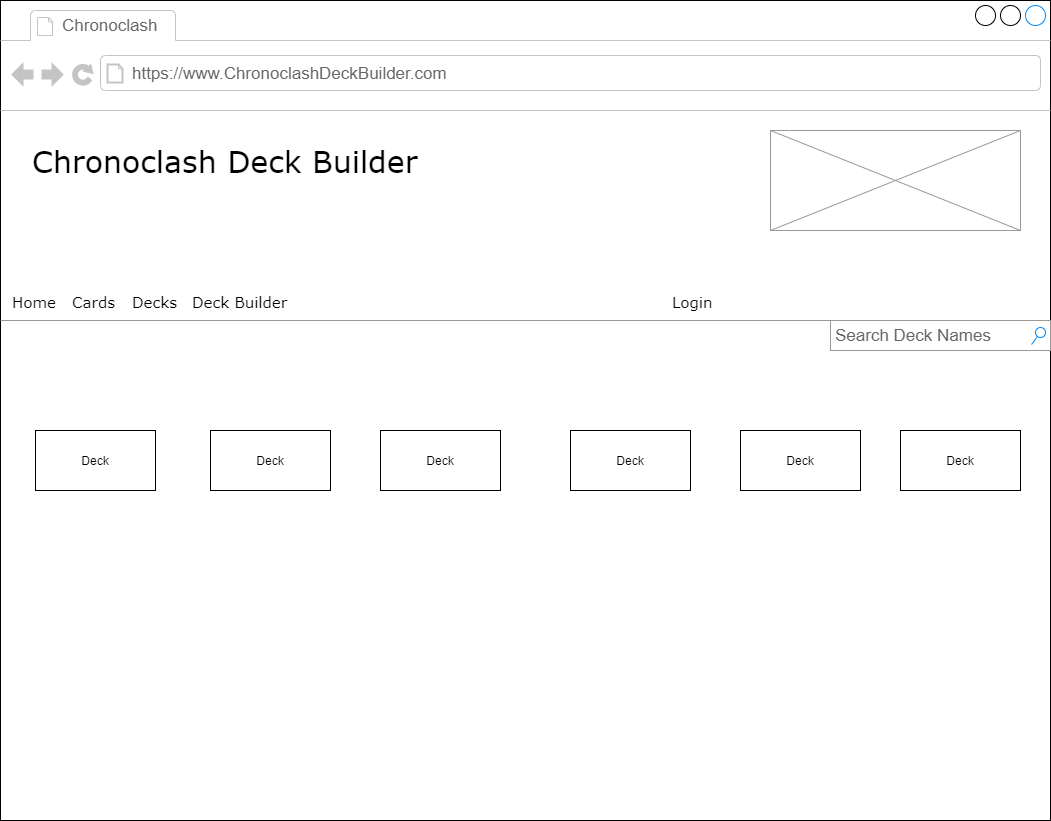 Chronoclash
https://www.ChronoclashDeckBuilder.com
Chronoclash Deck Builder
Home Cards Decks Deck Builder Login
Search Deck Names
Deck Deck Deck Deck Deck Deck